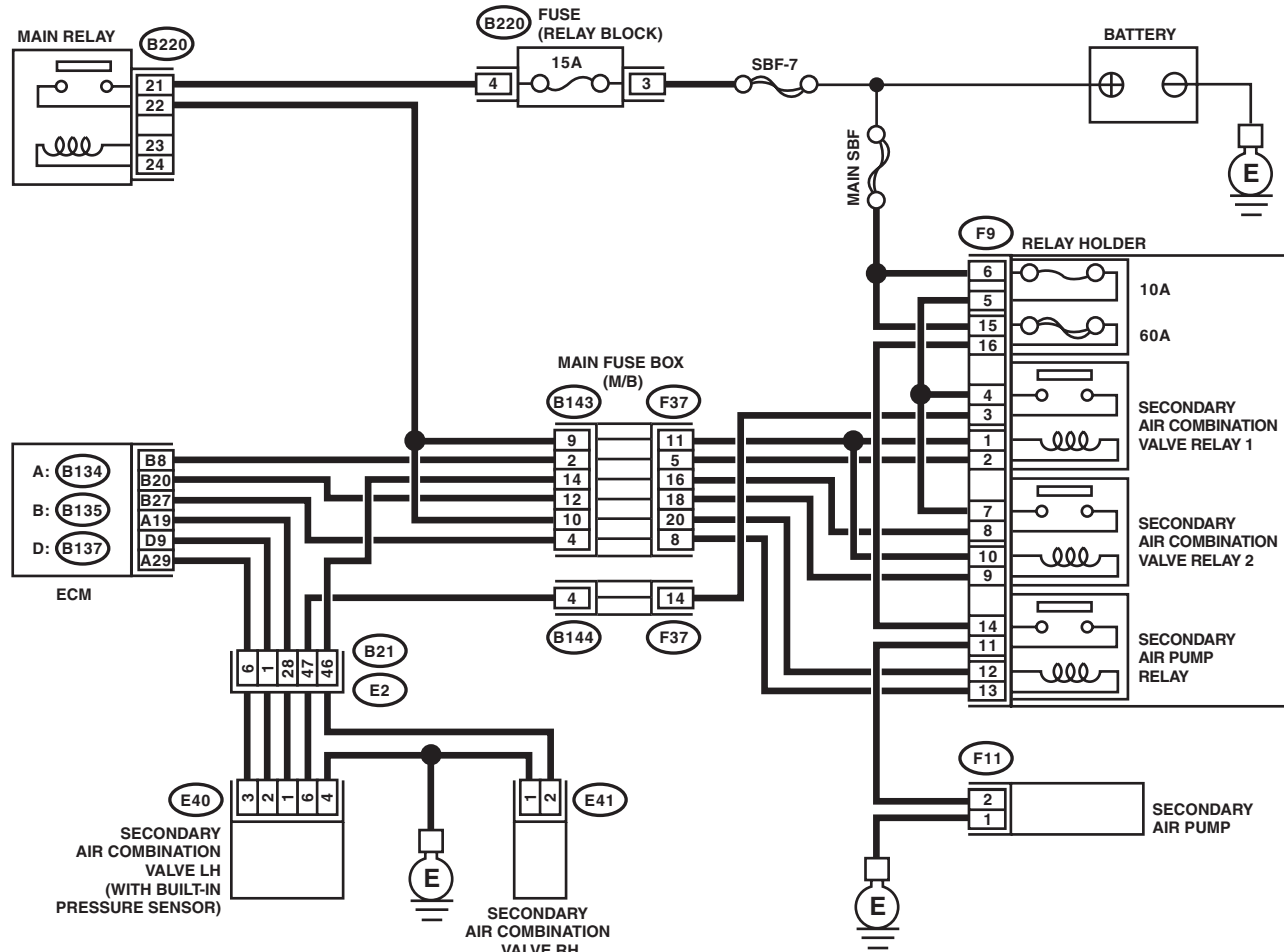 MAIN RELAY
B220
21
22
23
24
B220
FUSE
(RELAY BLOCK)
15A
4
3
SBF-7
BATTERY
E
MAIN SBF
F9
RELAY HOLDER
6
5
15
16
10A
60A
4
3
1
2
SECONDARY
AIR COMBINATION
VALVE RELAY 1
7
8
10
9
SECONDARY
AIR COMBINATION
VALVE RELAY 2
14
11
12
13
SECONDARY
AIR PUMP
RELAY
MAIN FUSE BOX
(M/B)
B143
F37
9 11
2 5
14 16
12 18
10 20
4 8
4 14
B144
F37
A: B134
B: B135
D: B137
ECM
B8
B20
B27
A19
D9
A29
6 1 28 47 46
B21
E2
E40
3 2 1 6 4
SECONDARY
AIR COMBINATION
VALVE LH
(WITH BUILT-IN
PRESSURE SENSOR)
E
1 2
E41
SECONDARY
AIR COMBINATION
VALVE RH
F11
2
1
SECONDARY
AIR PUMP
E